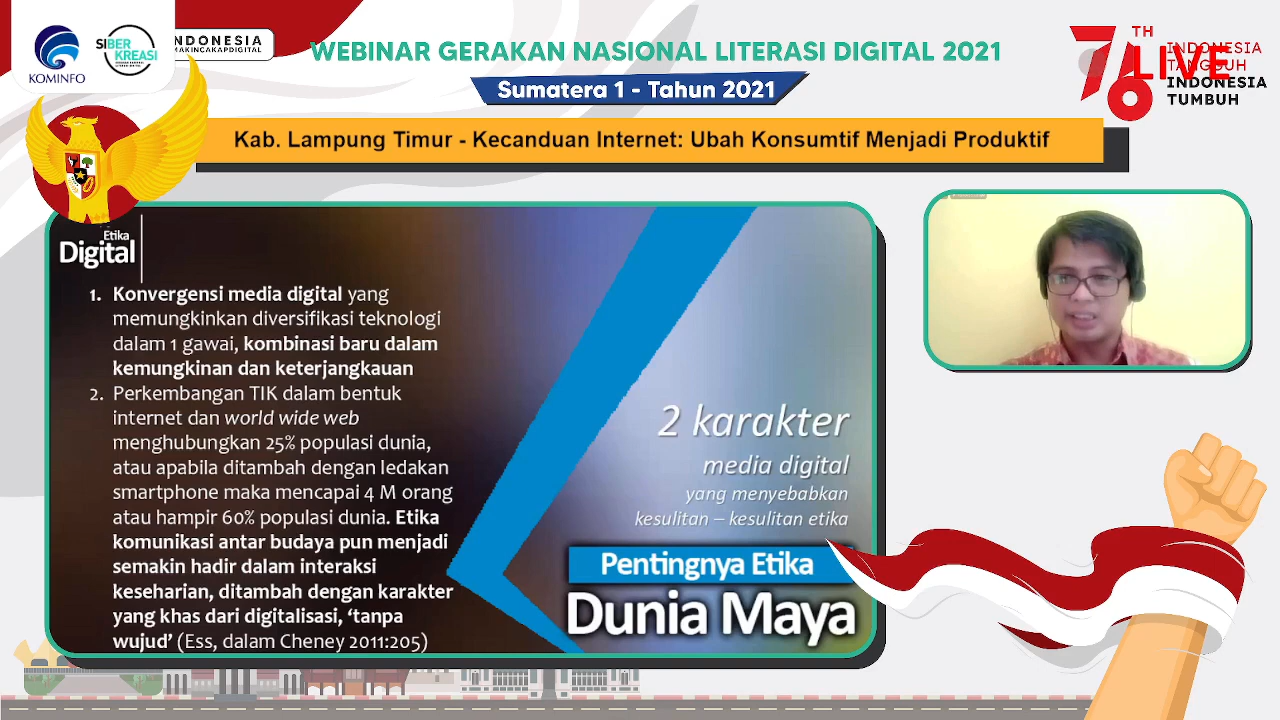 KOMINFO
SIBER
KREASI
INDONESIA
MAKINCAKAPDIGITAL
WEBINAR GERAKAN NASIONAL LITERASI DIGITAL 2021
Sumatera 1 - Tahun 2021
76 TH
LIVE
INDONESIA
TANGGUH
INDONESIA
TUMBUH
Kab. Lampung Timur - Kecanduan Internet: Ubah Konsumtif Menjadi Produktif
Etika
Digital
1. Konvergensi media digital yang
memungkinkan diversifikasi teknologi
dalam 1 gawai, kombinasi baru dalam
kemungkinan dan keterjangkauan
2. Perkembangan TIK dalam bentuk
internet dan world wide web
menghubungkan 25% populasi dunia,
atau apabila ditambah dengan ledakan
smartphone maka mencapai 4 M orang
atau hampir 60% populasi dunia. Etika
komunikasi antar budaya pun menjadi
semakin hadir dalam interaksi
keseharian, ditambah dengan karakter
yang khas dari digitalisasi, ‘tanpa
wujud’ (Ess, dalam Cheney 2011:205)
2 karakter
media digital
yang menyebabkan
kesulitan – kesulitan etika
Pentingnya Etika
Dunia Maya